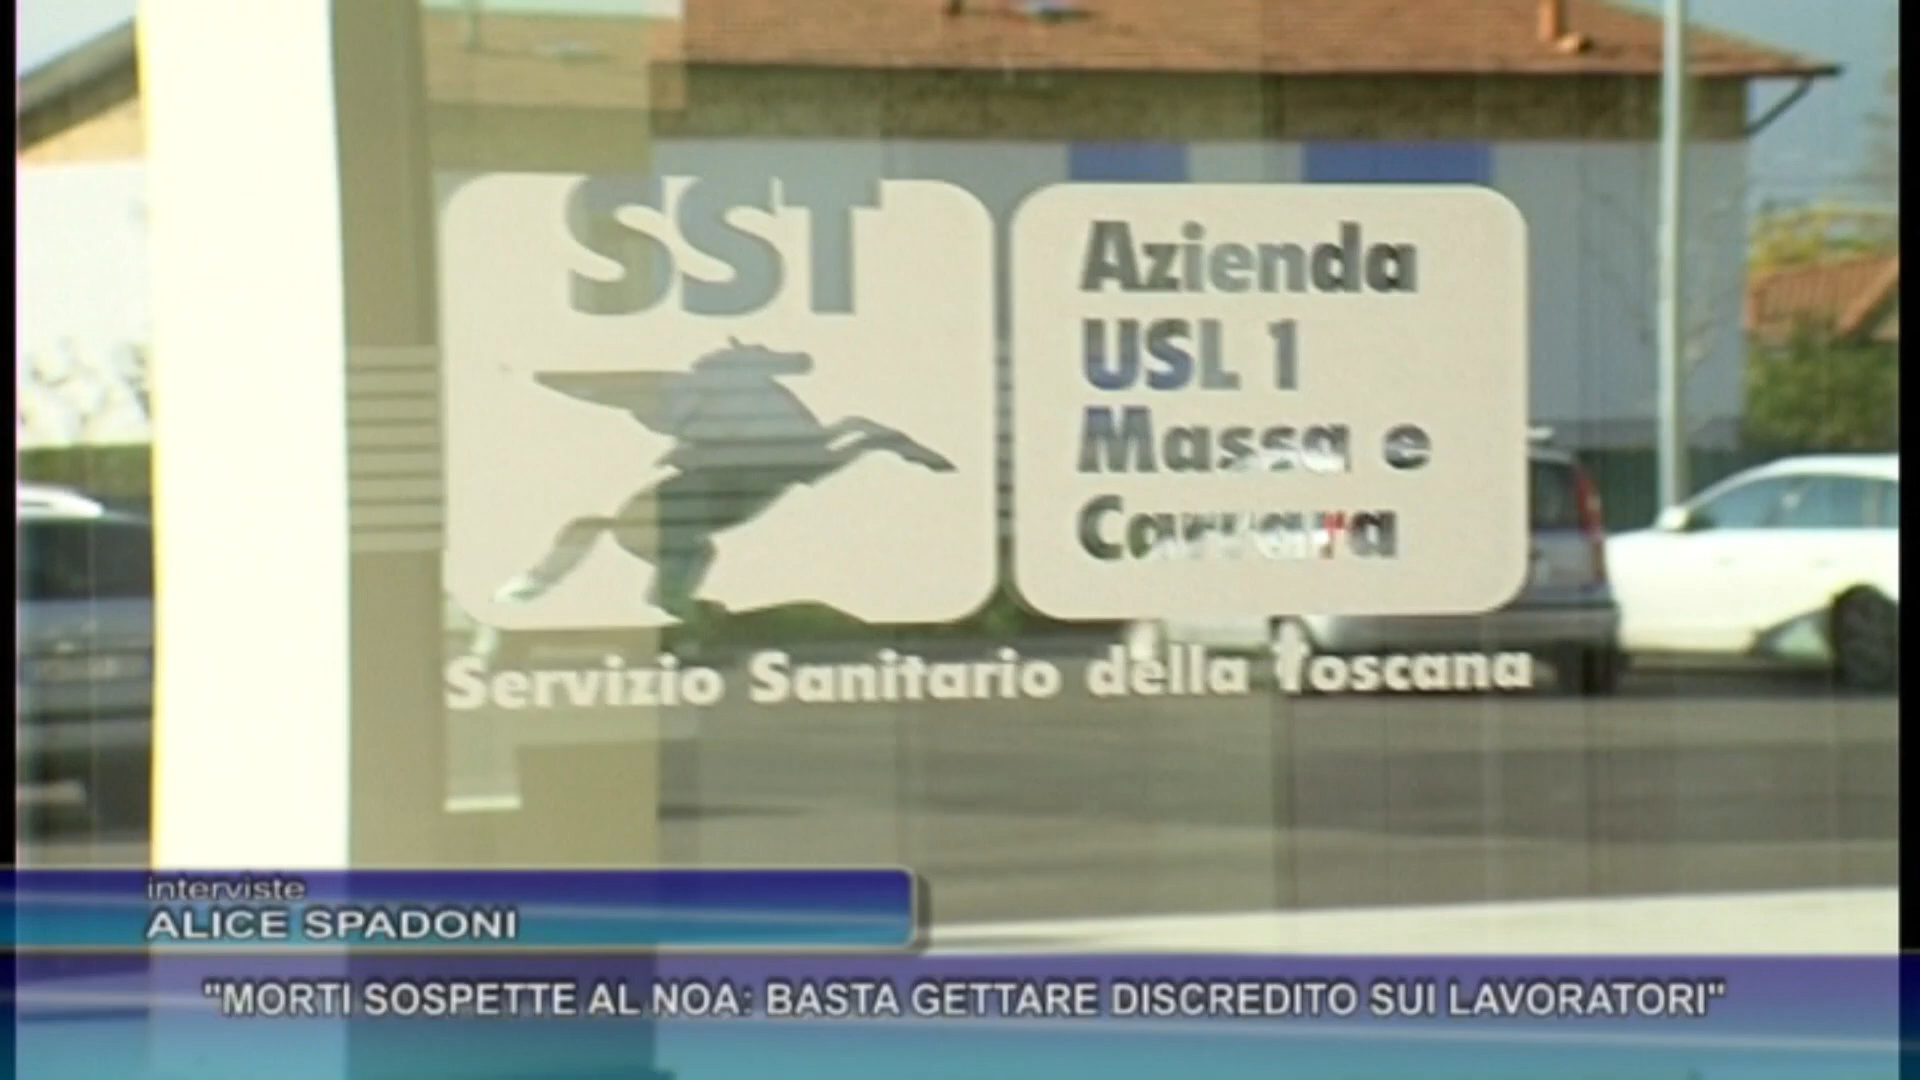 SST
Azienda
USL 1
Massa e
Carrara
Servizio Sanitario della Toscana
interviste
ALICE SPADONI
"MORTI SOSPETTE AL NOA: BASTA GETTARE DISCREDITO SUI LAVORATORI"